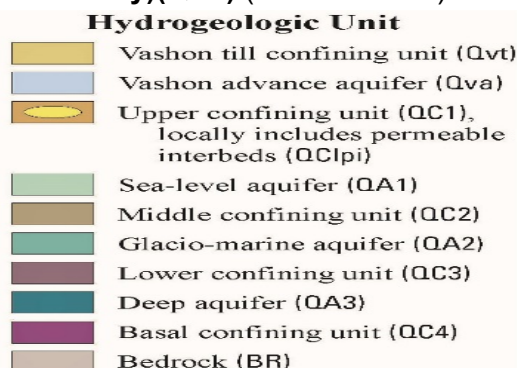 Hydrogeologic Unit
Vashon till confining unit (Qvt)
Vashon advance aquifer (Qva)
Upper confining unit (QC1),
locally includes permeable
interbeds (QClpi)
Sea-level aquifer (QA1)
Middle confining unit (QC2)
Glacio-marine aquifer (QA2)
Lower confining unit (QC3)
Deep aquifer (QA3)
Basal confining unit (QC4)
Bedrock (BR)